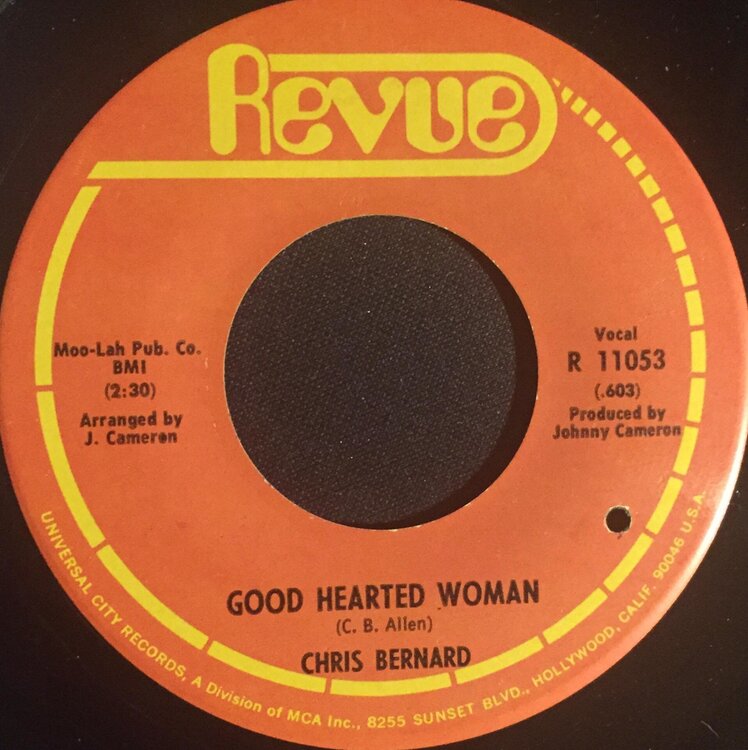 Revue
Moo-Lah Pub. Co.
BMI
(2:30)
Arranged by
J. Cameron
Vocal
R 11053
(.603)
Produced by
Johnny Cameron
GOOD HEARTED WOMAN
(C. B. Allen)
CHRIS BERNARD
UNIVERSAL CITY RECORDS, A Division of MCA Inc., 8255 SUNSET BLVD., HOLLYWOOD, CALIF. 90046 U.S.A.